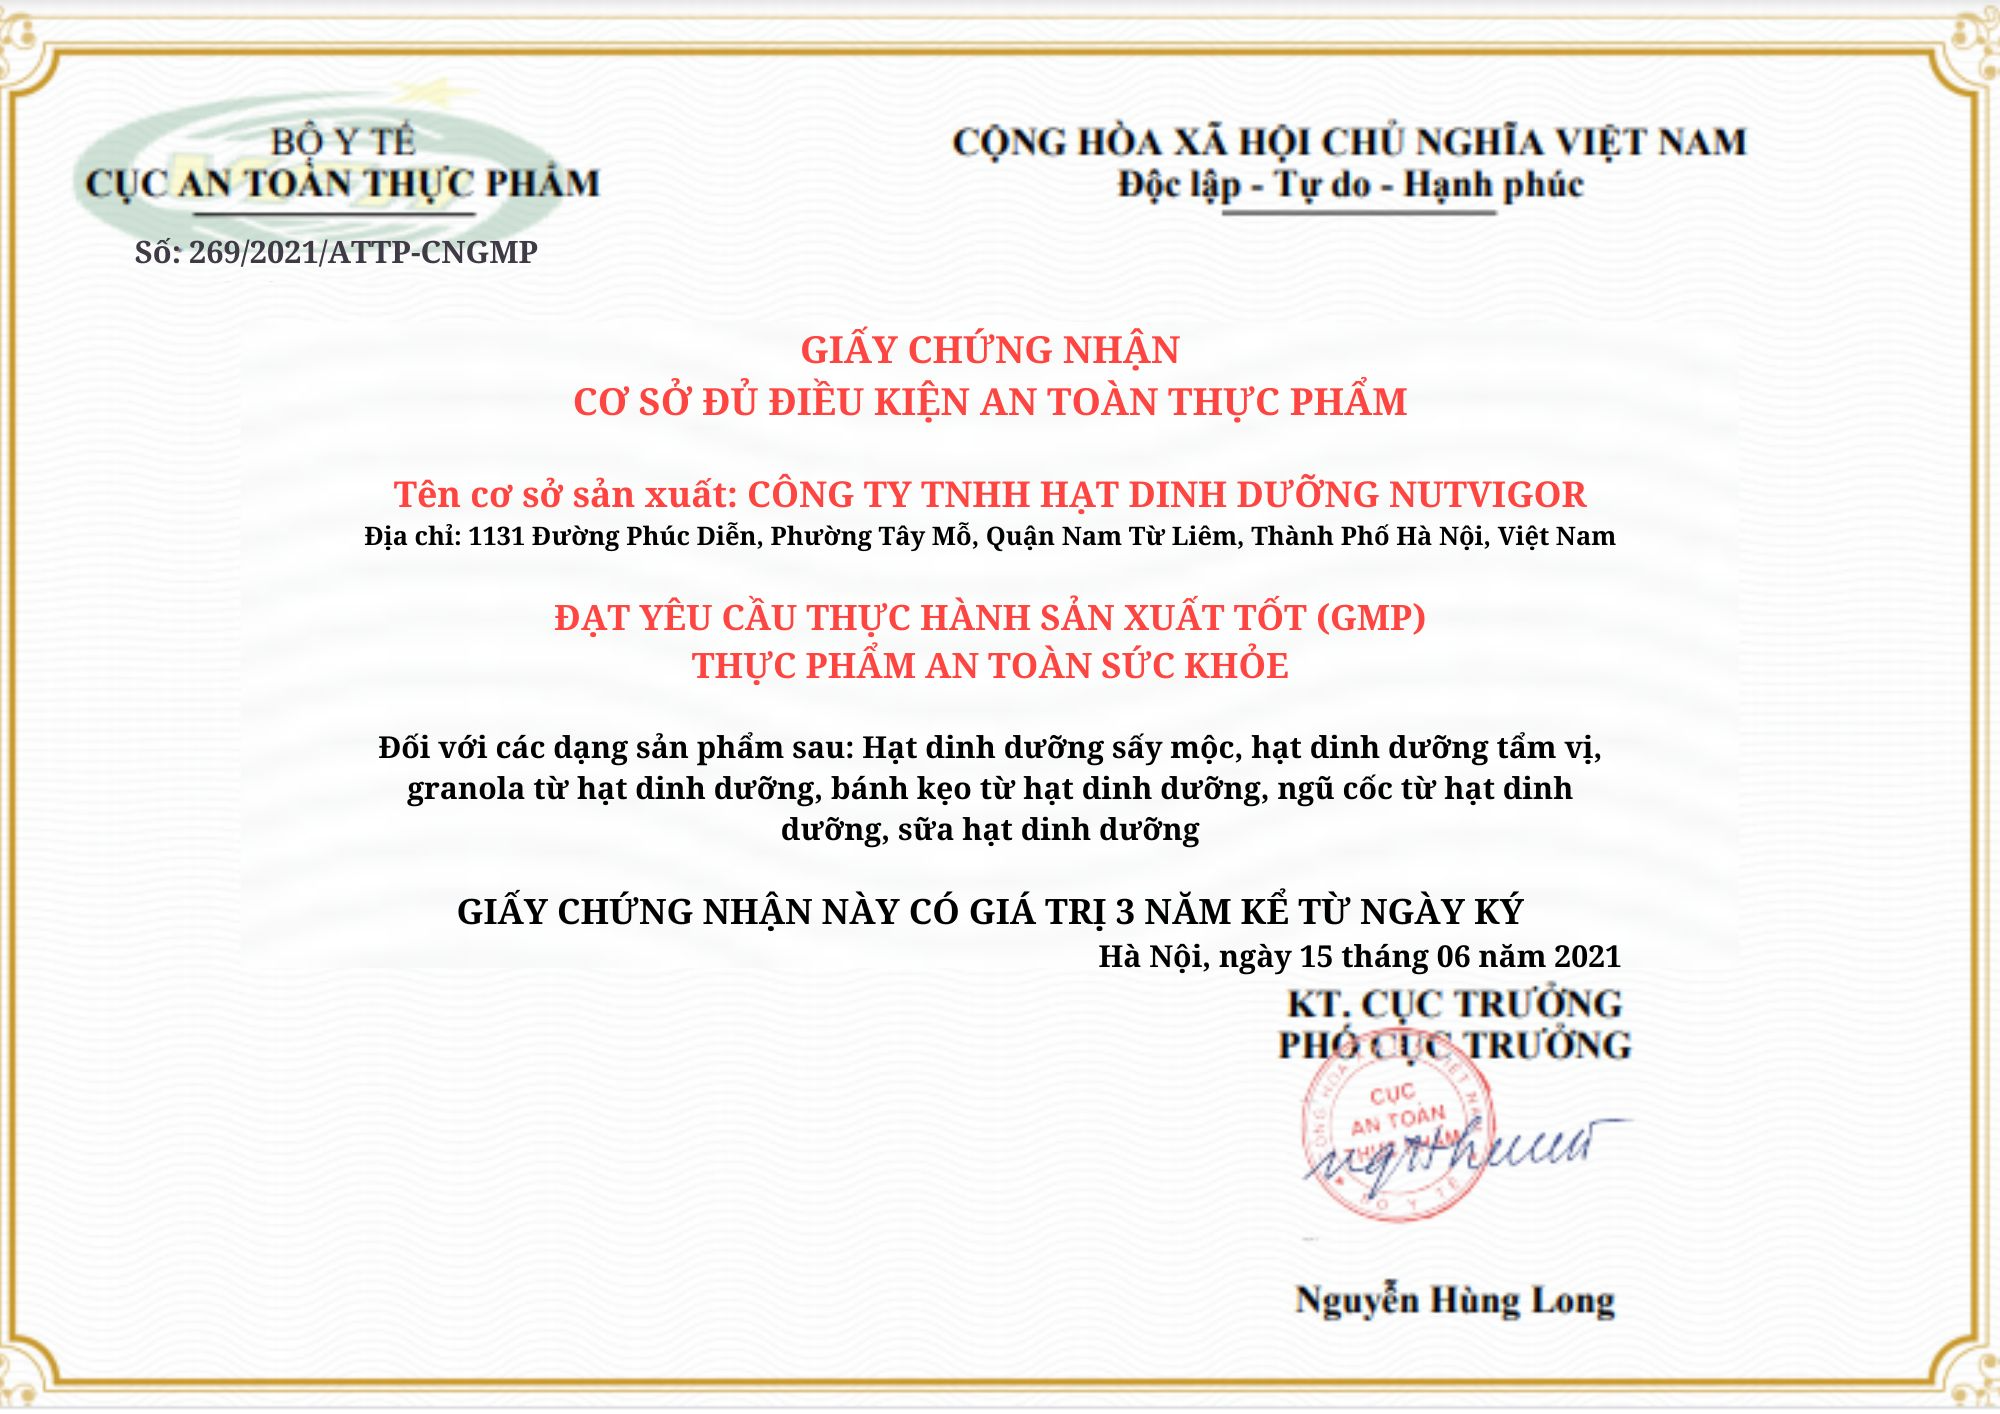 BỘ Y TẾ
CỤC AN TOÀN THỰC PHẨM
Số: 269/2021/ATTP-CNGMP
CỘNG HÒA XÃ HỘI CHỦ NGHĨA VIỆT NAM
Độc lập - Tự do - Hạnh phúc
GIẤY CHỨNG NHẬN
CƠ SỞ ĐỦ ĐIỀU KIỆN AN TOÀN THỰC PHẨM
Tên cơ sở sản xuất: CÔNG TY TNHH HẠT DINH DƯỠNG NUTVIGOR
Địa chỉ: 1131 Đường Phúc Diễn, Phường Tây Mỗ, Quận Nam Từ Liêm, Thành Phố Hà Nội, Việt Nam
ĐẠT YÊU CẦU THỰC HÀNH SẢN XUẤT TỐT (GMP)
THỰC PHẨM AN TOÀN SỨC KHỎE
Đối với các dạng sản phẩm sau: Hạt dinh dưỡng sấy mộc, hạt dinh dưỡng tẩm vị,
granola từ hạt dinh dưỡng, bánh kẹo từ hạt dinh dưỡng, ngũ cốc từ hạt dinh
dưỡng, sữa hạt dinh dưỡng
GIẤY CHỨNG NHẬN NÀY CÓ GIÁ TRỊ 3 NĂM KỂ TỪ NGÀY KÝ
Hà Nội, ngày 15 tháng 06 năm 2021
KT. CỤC TRƯỞNG
PHÓ CỤC TRƯỞNG
CỤC
AN TOÀN
THỰC PHẨM
BỘ Y TẾ
Nguyễn Hùng Long